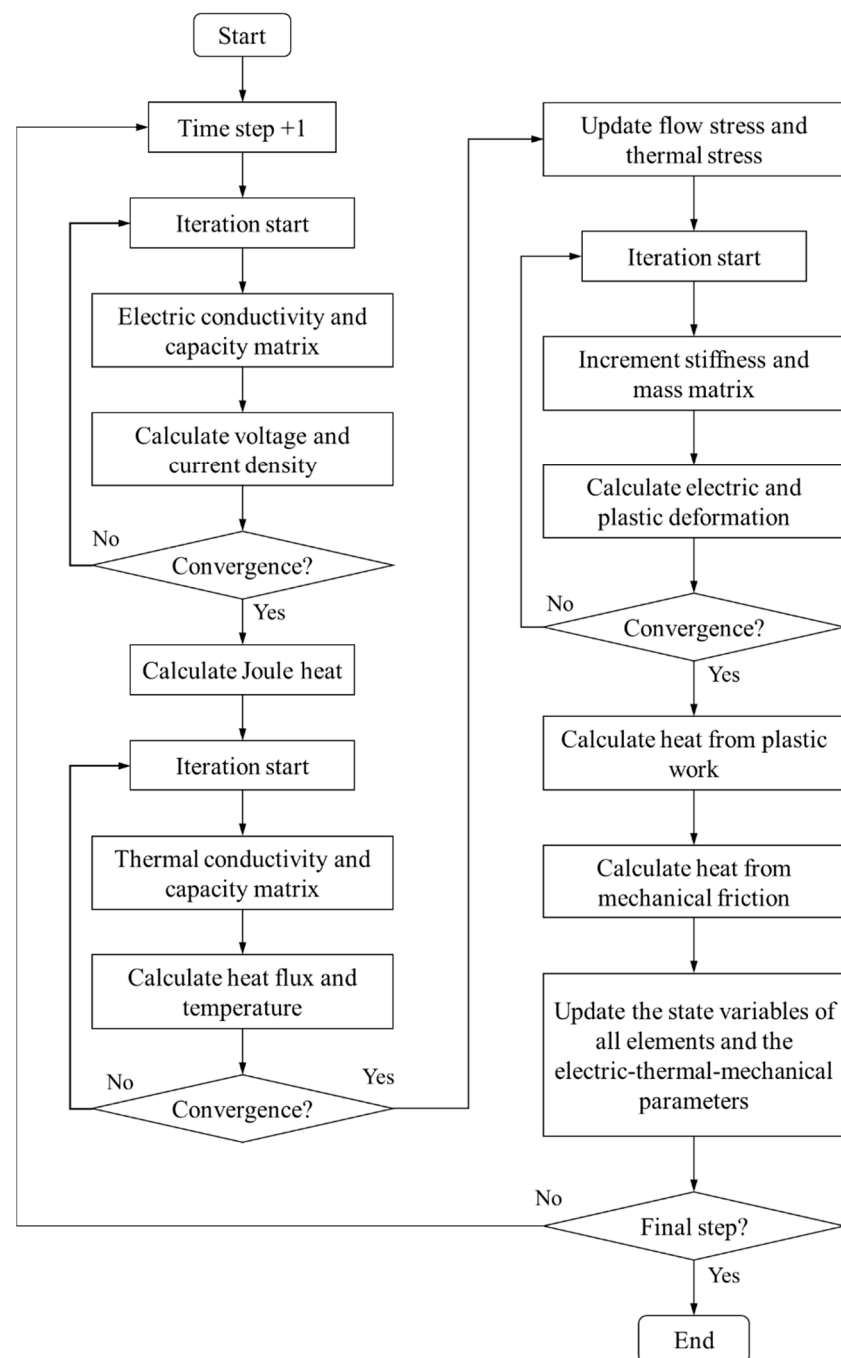 Start
Time step +1
Iteration start
Electric conductivity and
capacity matrix
Calculate voltage and
current density
No
Convergence?
Yes
Calculate Joule heat
Iteration start
Thermal conductivity and
capacity matrix
Calculate heat flux and
temperature
No
Yes
Convergence?
Update flow stress and
thermal stress
Iteration start
Increment stiffness and
mass matrix
Calculate electric and
plastic deformation
No
Convergence?
Yes
Calculate heat from plastic
work
Calculate heat from
mechanical friction
Update the state variables of
all elements and the
electric-thermal-mechanical
parameters
No
Final step?
Yes
End